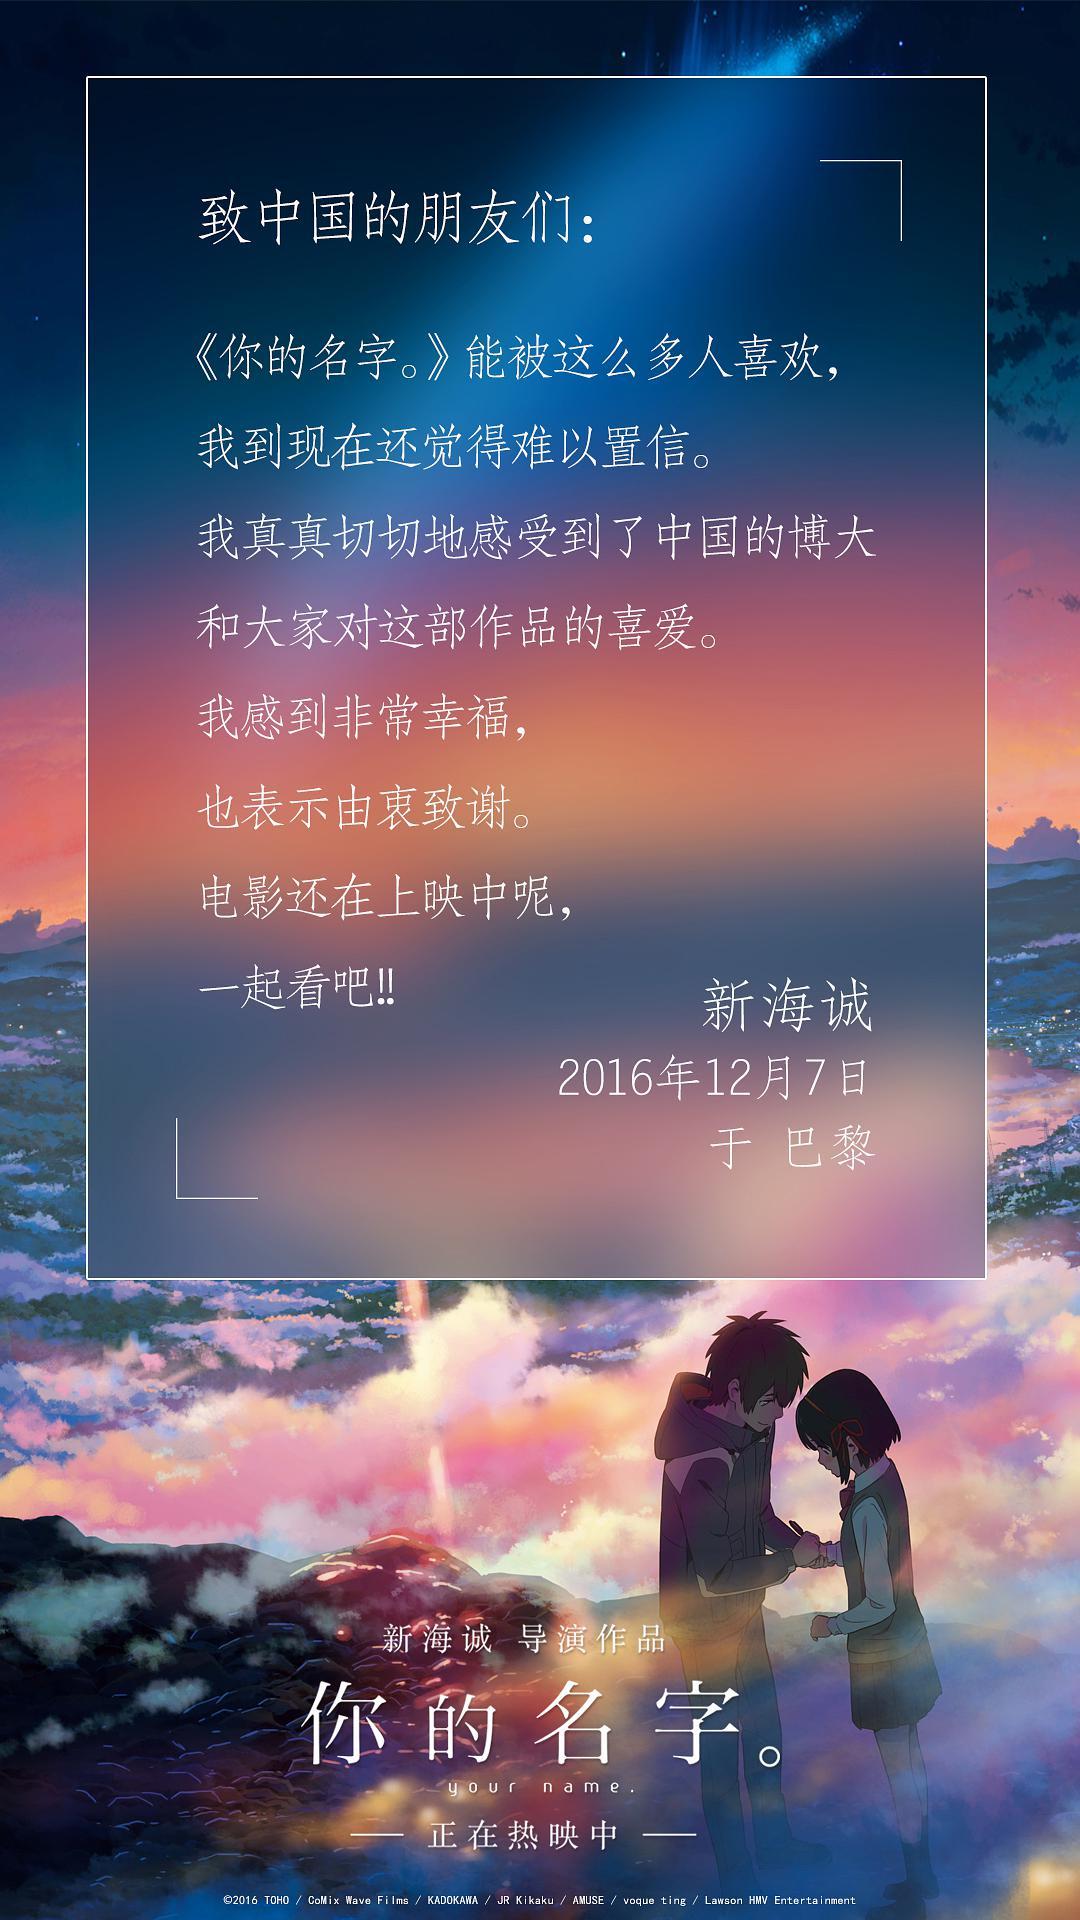 致中国的朋友们：
《你的名字。》能被这么多人喜欢，
我到现在还觉得难以置信。
我真真切切地感受到了中国的博大
和大家对这部作品的喜爱。
我感到非常幸福，
也表示由衷致谢。
电影还在上映中呢，
一起看吧!!
新海诚
2016年12月7日
于 巴黎
新海诚 导演作品
你的名字。
your name.
— 正在热映中 —
©2016 TOHO / CoMix Wave Films / KADOKAWA / JR Kikaku / AMUSE / voque ting / Lawson HMV Entertainment